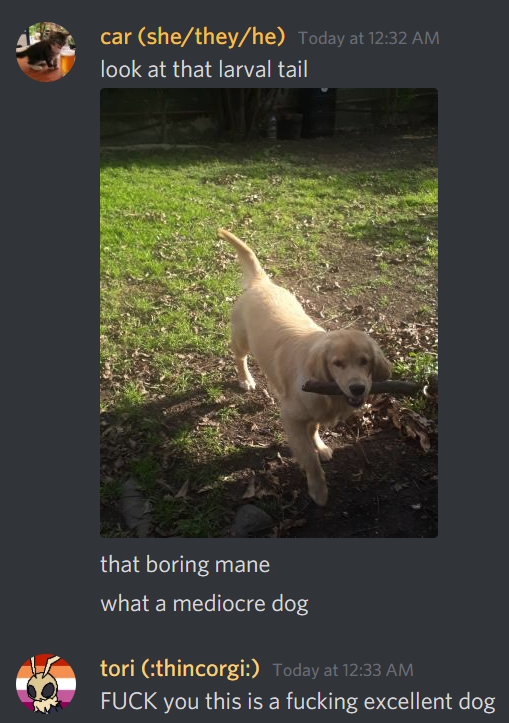 car (she/they/he) Today at 12:32 AM
look at that larval tail
that boring mane
what a mediocre dog
tori (:thincorgi:) Today at 12:33 AM
FUCK you this is a fucking excellent dog